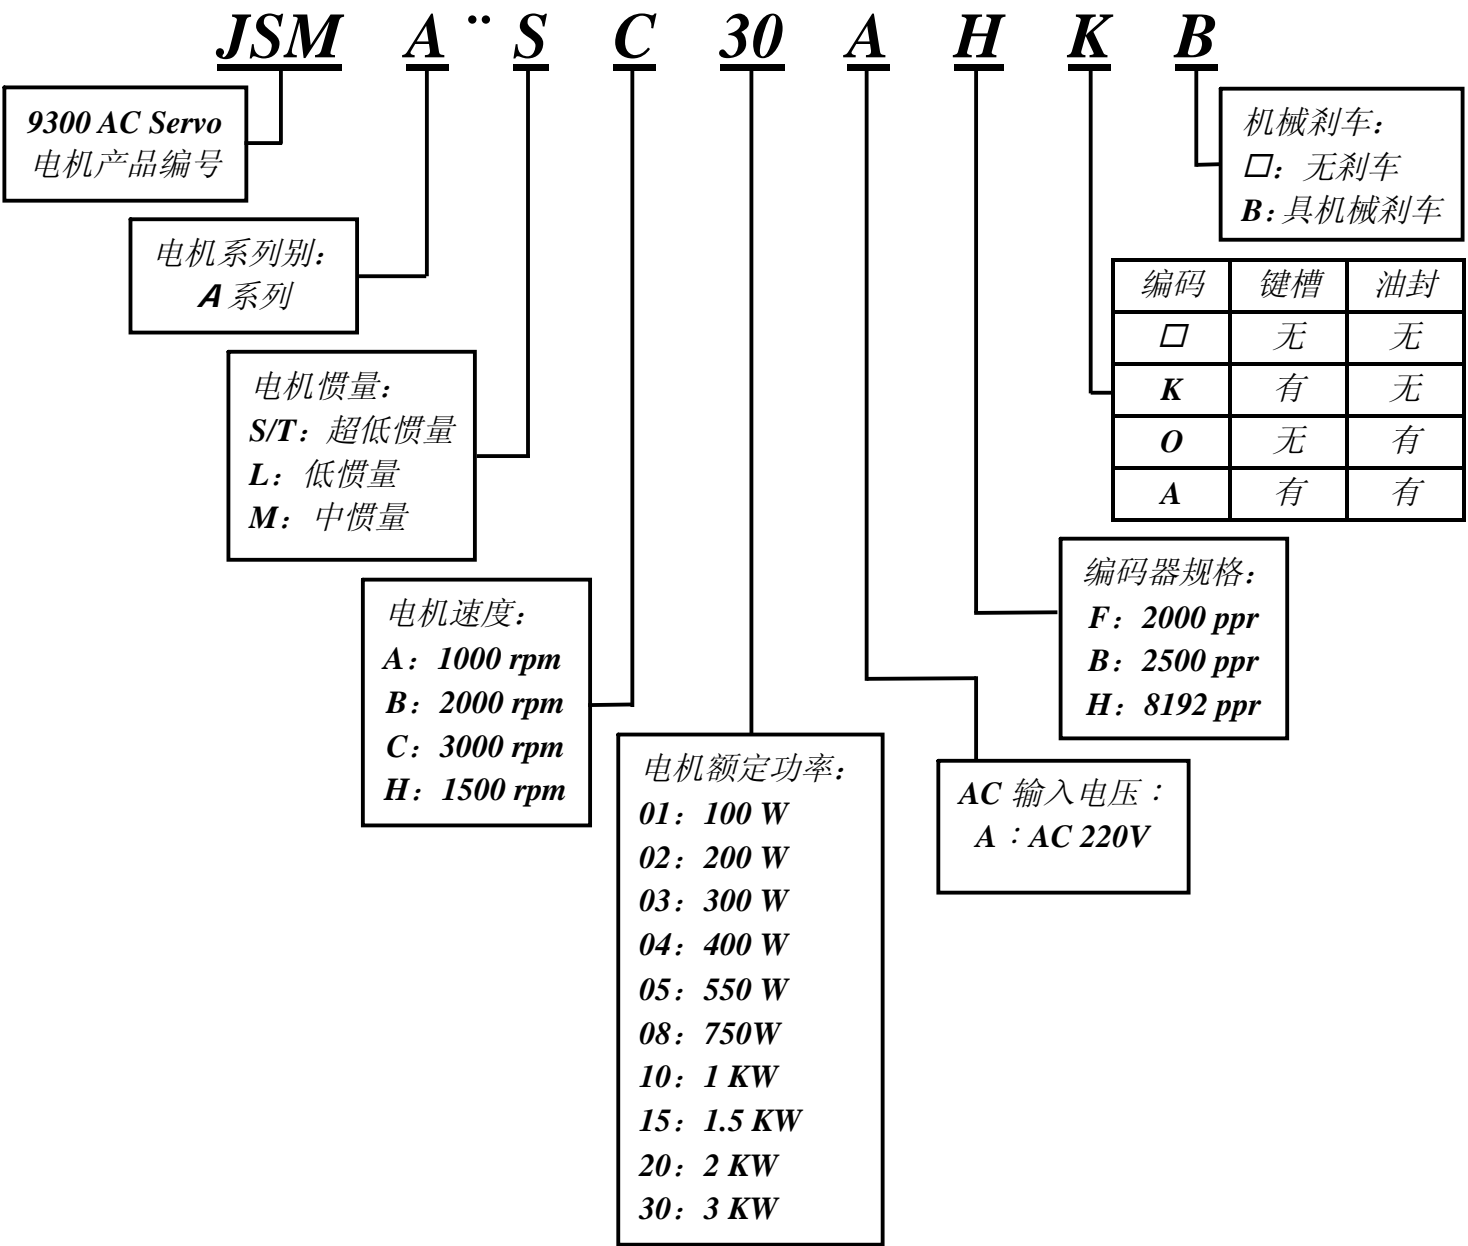 JSM A ¨ S C 30 A H K B
9300 AC Servo
电机产品编号
电机系列别：
A 系列
电机惯量：
S/T：超低惯量
L：低惯量
M：中惯量
电机速度：
A：1000 rpm
B：2000 rpm
C：3000 rpm
H：1500 rpm
电机额定功率：
01：100 W
02：200 W
03：300 W
04：400 W
05：550 W
08：750W
10：1 KW
15：1.5 KW
20：2 KW
30：3 KW
AC 输入电压：
A：AC 220V
编码器规格：
F：2000 ppr
B：2500 ppr
H：8192 ppr
编码 键槽 油封
□ 无 无
K 有 无
O 无 有
A 有 有
机械刹车：
□：无刹车
B：具机械刹车